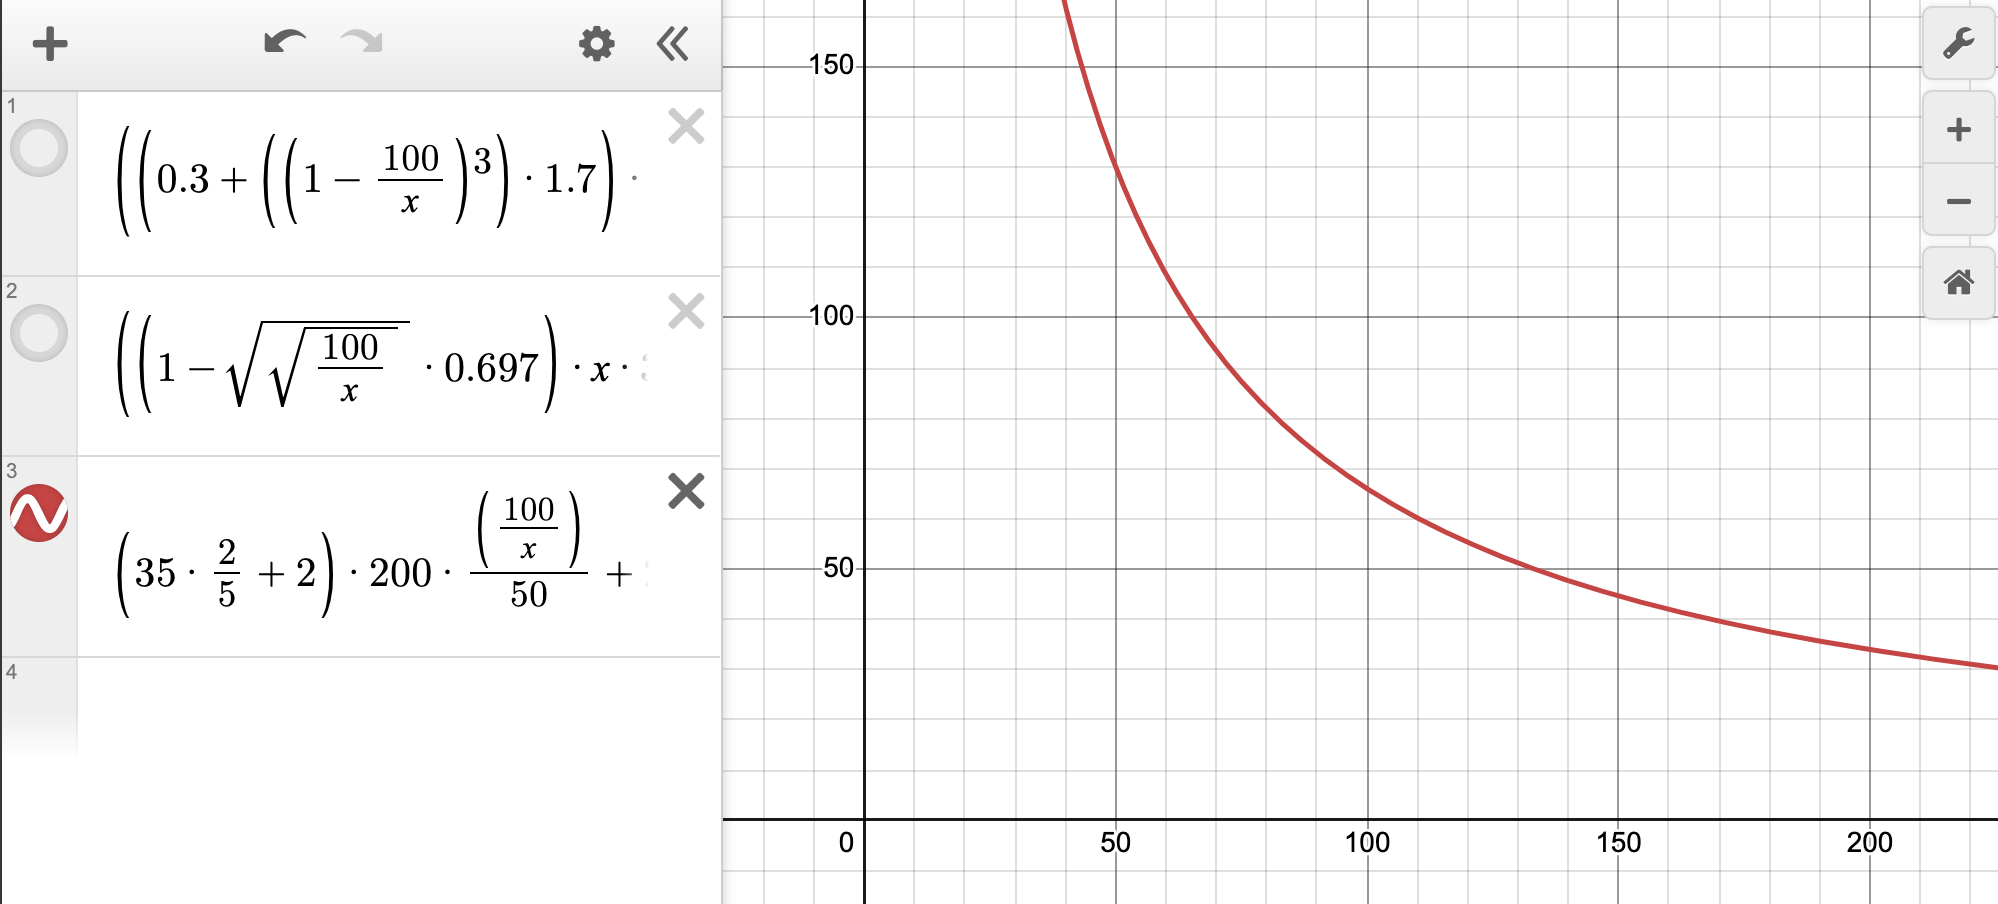 1
((0.3 + ((1 − 100/x)3) · 1.7) ·
2
((1 − √√(100/x) · 0.697) · x ·
3
(35 · 2/5 + 2) · 200 · (100/x)/50 +
4
150
100
50
0 50 100 150 200